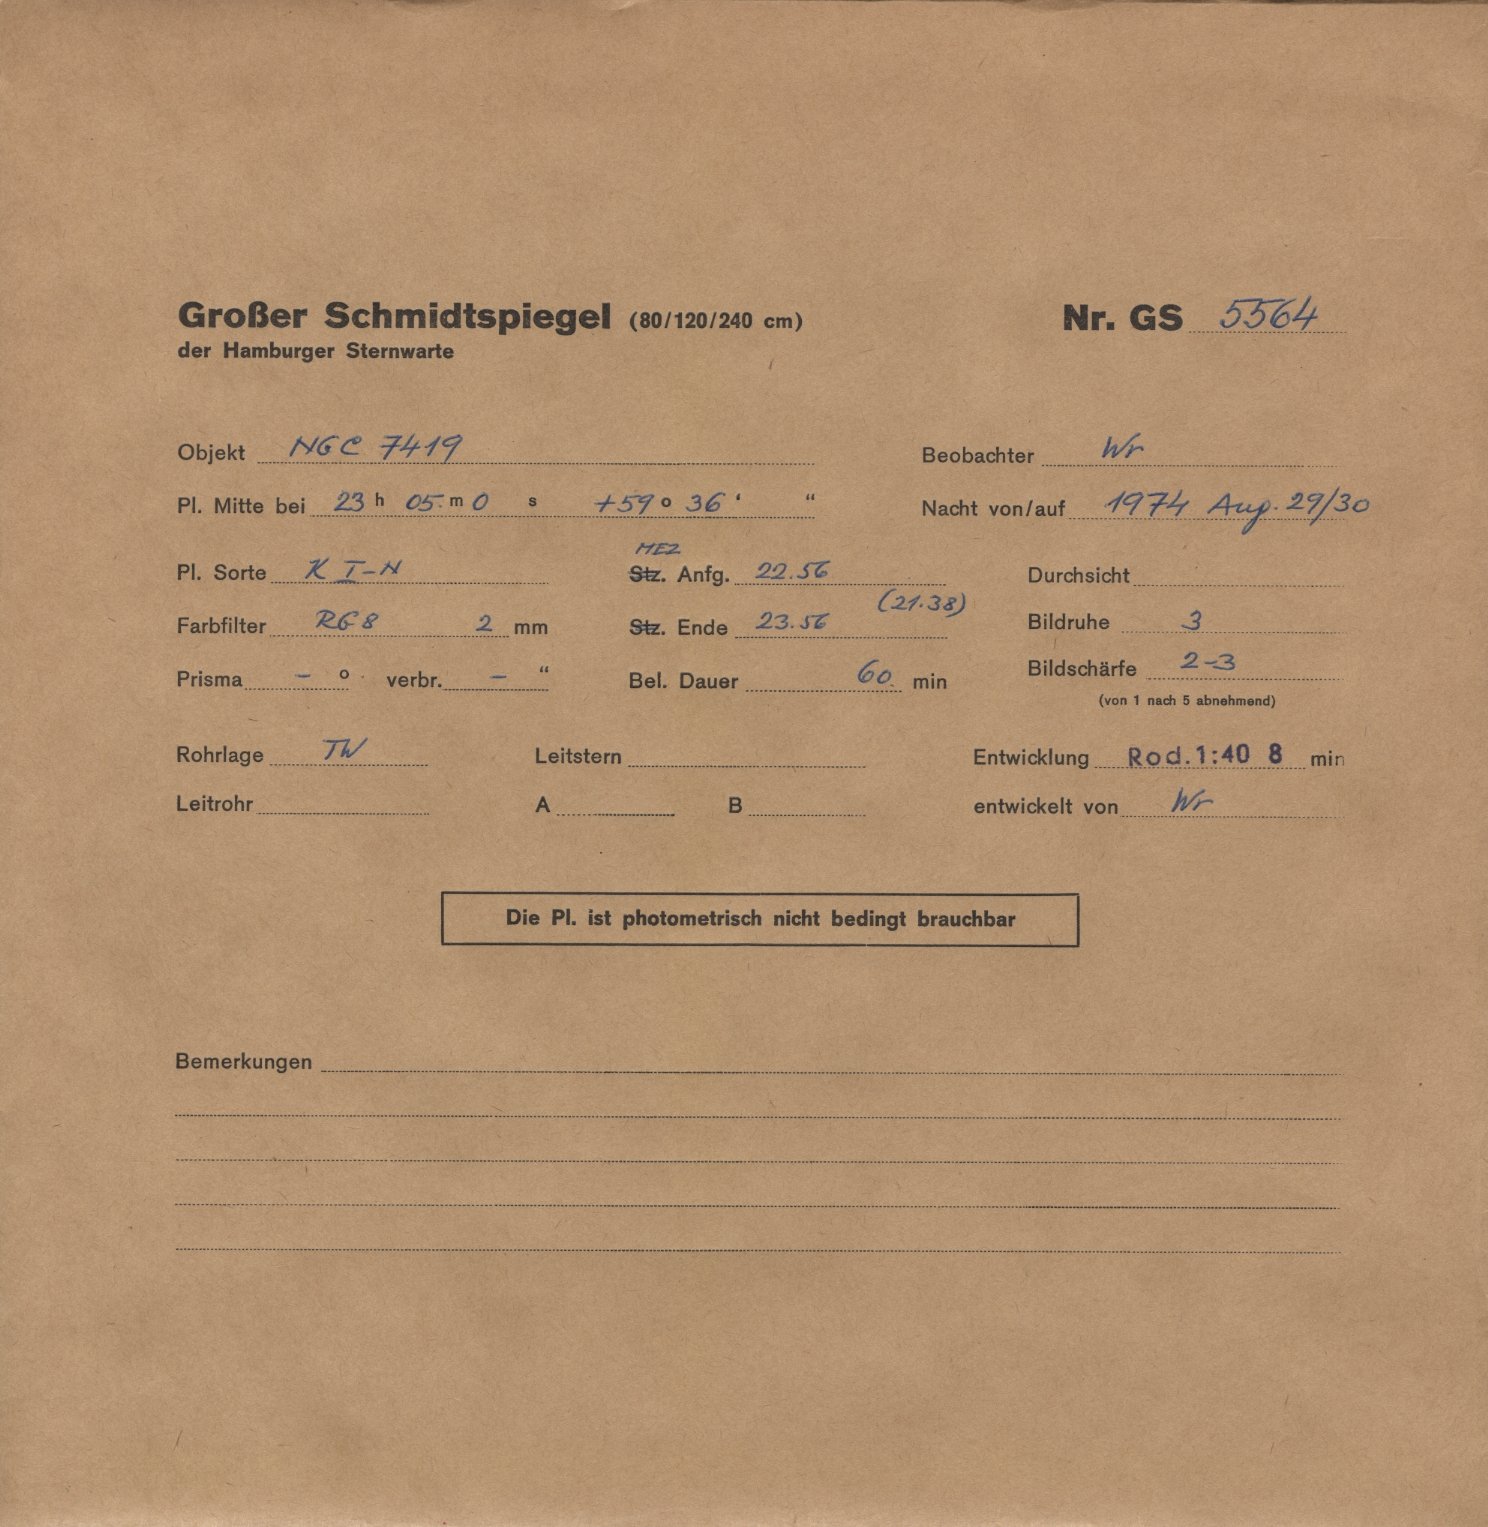 Großer Schmidtspiegel (80/120/240 cm) Nr. GS 5564
der Hamburger Sternwarte
Objekt NGC 7419 Beobachter Wr
Pl. Mitte bei 23 h 05. m 0 s +59 o 36 ‘ “ Nacht von/auf 1974 Aug. 29/30
MEZ
Pl. Sorte K I-N Stz. Anfg. 22.56 Durchsicht
(21.38)
Farbfilter RG 8 2 mm Stz. Ende 23.56 Bildruhe 3
Prisma – o verbr. – “ Bel. Dauer 60 min Bildschärfe 2-3
(von 1 nach 5 abnehmend)
Rohrlage TW Leitstern Entwicklung Rod.1:40 8 min
Leitrohr A B entwickelt von Wr
Die Pl. ist photometrisch nicht bedingt brauchbar
Bemerkungen